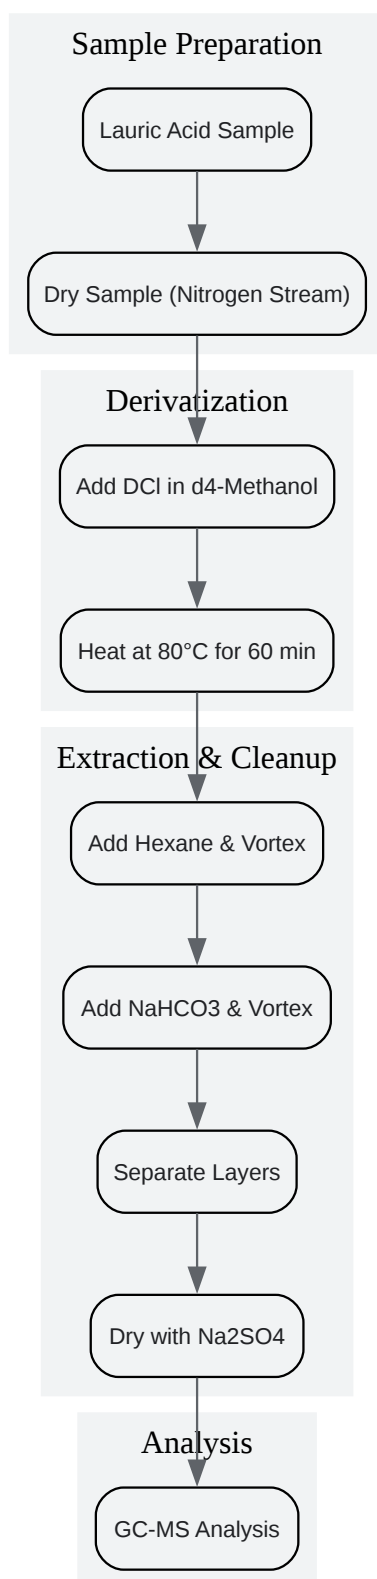 Sample Preparation
Lauric Acid Sample
Dry Sample (Nitrogen Stream)
Derivatization
Add DCl in d4-Methanol
Heat at 80°C for 60 min
Extraction & Cleanup
Add Hexane & Vortex
Add NaHCO3 & Vortex
Separate Layers
Dry with Na2SO4
Analysis
GC-MS Analysis